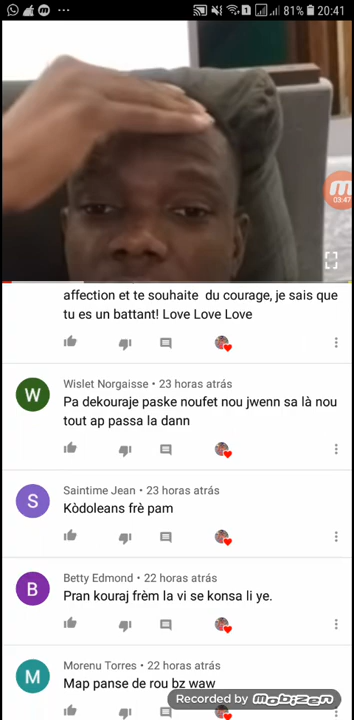 81% 20:41
03:47
affection et te souhaite du courage, je sais que
tu es un battant! Love Love Love
W
Wislet Norgaisse • 23 horas atrás
Pa dekouraje paske noufet nou jwenn sa là nou
tout ap passa la dann
S
Saintime Jean • 23 horas atrás
Kòdoleans frè pam
B
Betty Edmond • 22 horas atrás
Pran kouraj frèm la vi se konsa li ye.
M
Morenu Torres • 22 horas atrás
Map panse de rou bz waw
Recorded by Mobizen